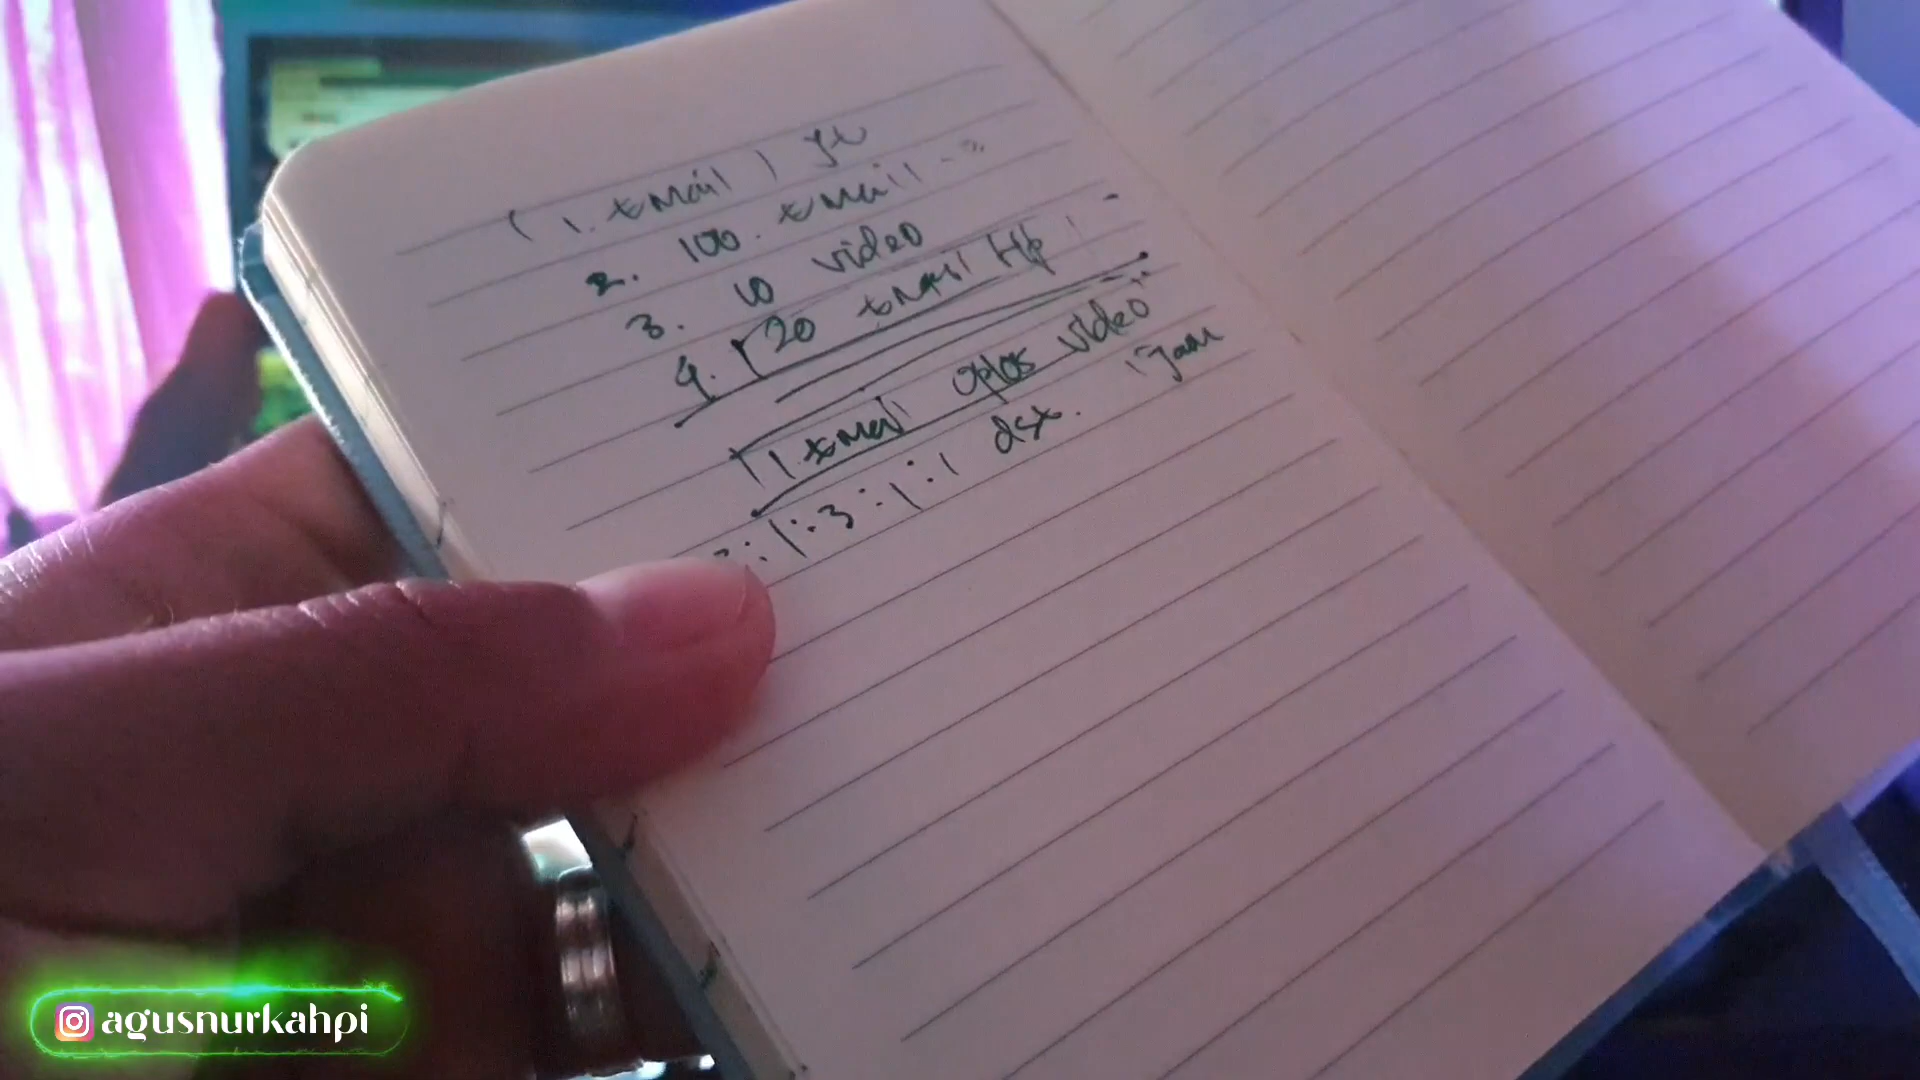 1. email 1 yt
2. 100. email
3. 10 video
4. 20 email Hp
1. email oplos video
: 1 : 3 : 1 : 1 dst. 1 jam
agusnurkahpi